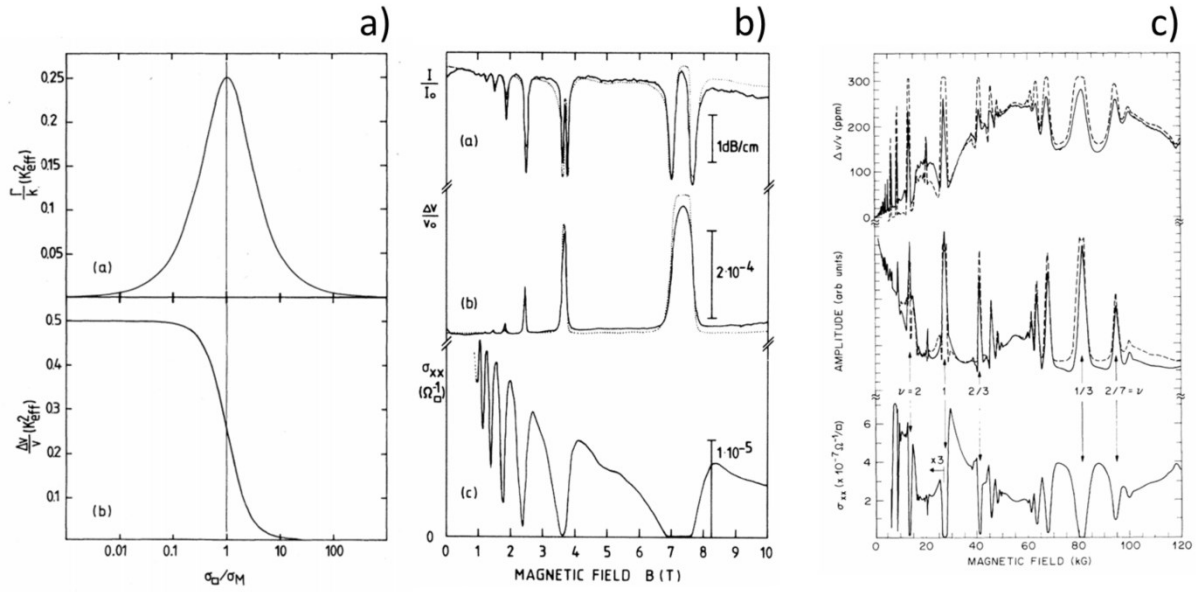 a)
0.25
0.2
0.15
0.1
0.05
Γ/k (K²eff)
(a)
0.5
0.4
0.3
0.2
0.1
Δv/v (K²eff)
(b)
0.01 0.1 1 10 100
σ□/σM
b)
I/I₀
(a)
1dB/cm
Δv/v₀
2·10⁻⁴
(b)
σxx
(Ω□⁻¹)
1·10⁻⁵
(c)
0
0 1 2 3 4 5 6 7 8 9 10
MAGNETIC FIELD B(T)
c)
300
200
100
0
Δv/v (ppm)
AMPLITUDE (arb units)
ν=2 1 2/3 1/3 2/7=ν
×3
6
4
2
σxx (×10⁻⁷Ω⁻¹/□)
0 20 40 60 80 100 120
MAGNETIC FIELD (kG)